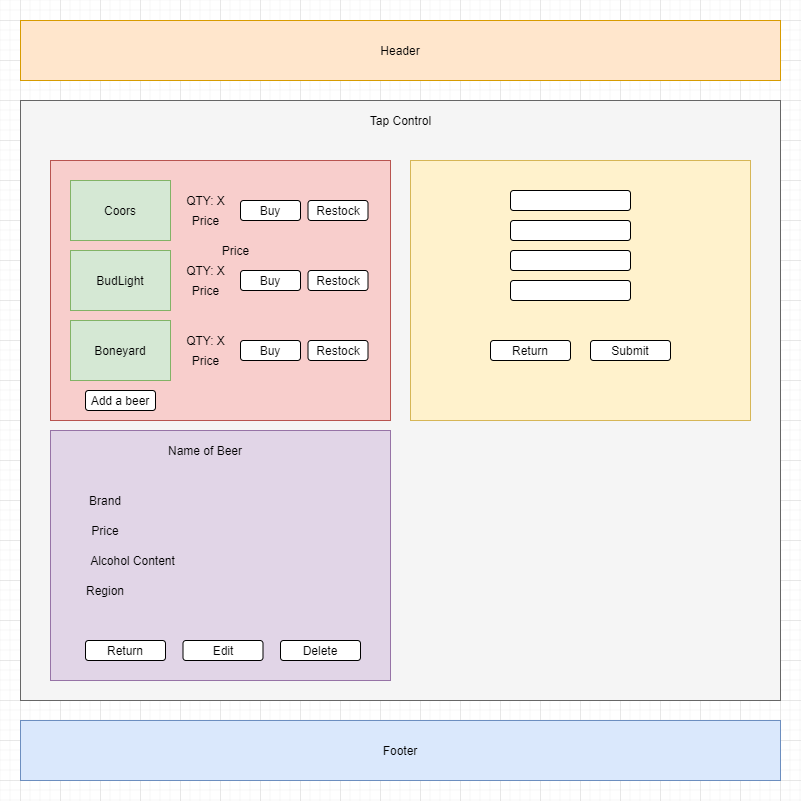 Header
Tap Control
Coors
QTY: X
Price
Buy
Restock
Price
BudLight
QTY: X
Price
Buy
Restock
Boneyard
QTY: X
Price
Buy
Restock
Add a beer
Return
Submit
Name of Beer
Brand
Price
Alcohol Content
Region
Return
Edit
Delete
Footer